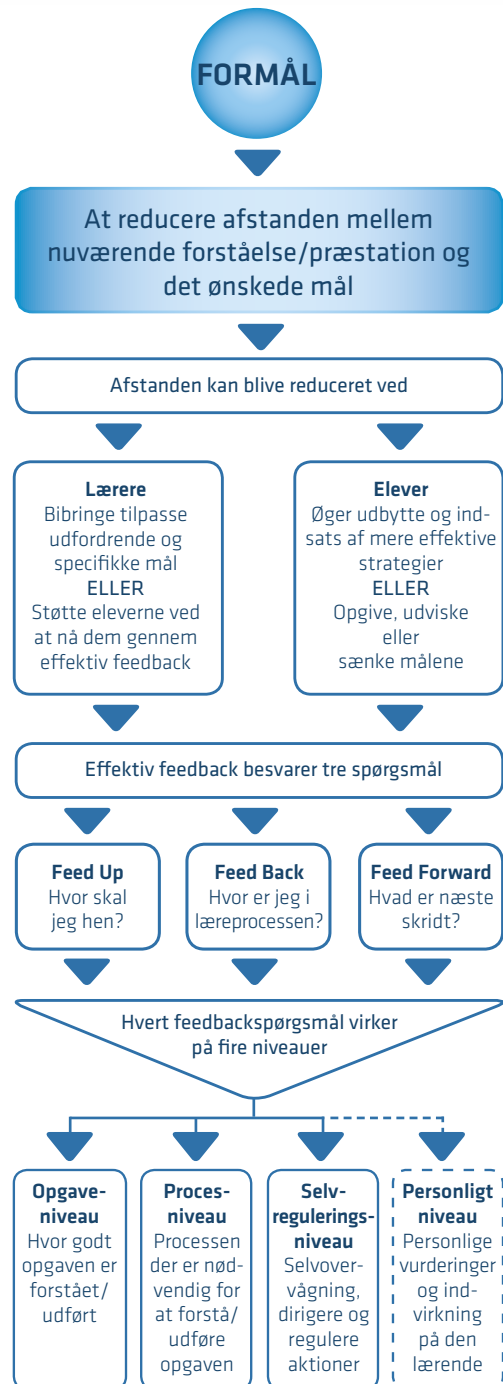 FORMÅL
At reducere afstanden mellem
nuværende forståelse/præstation og
det ønskede mål
Afstanden kan blive reduceret ved
Lærere
Bibringe tilpasse
udfordrende og
specifikke mål
ELLER
Støtte eleverne ved
at nå dem gennem
effektiv feedback
Elever
Øger udbytte og ind-
sats af mere effektive
strategier
ELLER
Opgive, udviske
eller
sænke målene
Effektiv feedback besvarer tre spørgsmål
Feed Up
Hvor skal
jeg hen?
Feed Back
Hvor er jeg i
læreprocessen?
Feed Forward
Hvad er næste
skridt?
Hvert feedbackspørgsmål virker
på fire niveauer
Opgave-
niveau
Hvor godt
opgaven er
forstået/
udført
Proces-
niveau
Processen
der er nød-
vendig for
at forstå/
udføre
opgaven
Selv-
regulerings-
niveau
Selvover-
vågning,
dirigere og
regulere
aktioner
Personligt
niveau
Personlige
vurderinger
og ind-
virkning
på den
lærende